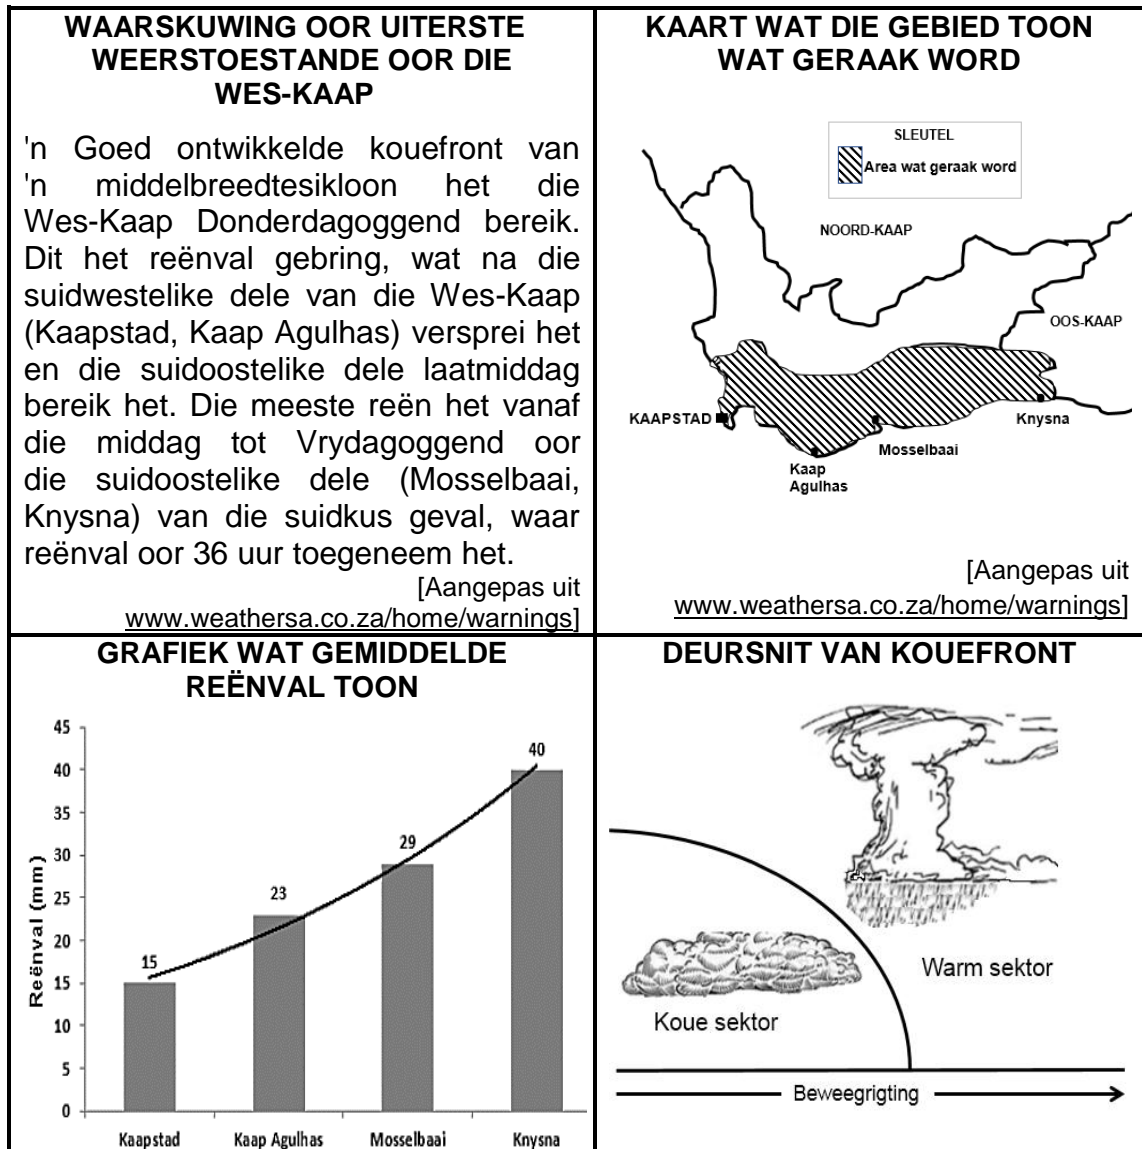 WAARSKUWING OOR UITERSTE
WEERSTOESTANDE OOR DIE
WES-KAAP
'n Goed ontwikkelde kouefront van
'n middelbreedtesikloon het die
Wes-Kaap Donderdagoggend bereik.
Dit het reënval gebring, wat na die
suidwestelike dele van die Wes-Kaap
(Kaapstad, Kaap Agulhas) versprei het
en die suidoostelike dele laatmiddag
bereik het. Die meeste reën het vanaf
die middag tot Vrydagoggend oor
die suidoostelike dele (Mosselbaai,
Knysna) van die suidkus geval, waar
reënval oor 36 uur toegeneem het.
[Aangepas uit
www.weathersa.co.za/home/warnings]
KAART WAT DIE GEBIED TOON
WAT GERAAK WORD
SLEUTEL
Area wat geraak word
NOORD-KAAP
OOS-KAAP
KAAPSTAD
Knysna
Mosselbaai
Kaap
Agulhas
[Aangepas uit
www.weathersa.co.za/home/warnings]
GRAFIEK WAT GEMIDDELDE
REËNVAL TOON
Reënval (mm)
45
40
35
30
25
20
15
10
5
0
15
23
29
40
Kaapstad
Kaap Agulhas
Mosselbaai
Knysna
DEURSNIT VAN KOUEFRONT
Warm sektor
Koue sektor
Beweegrigting